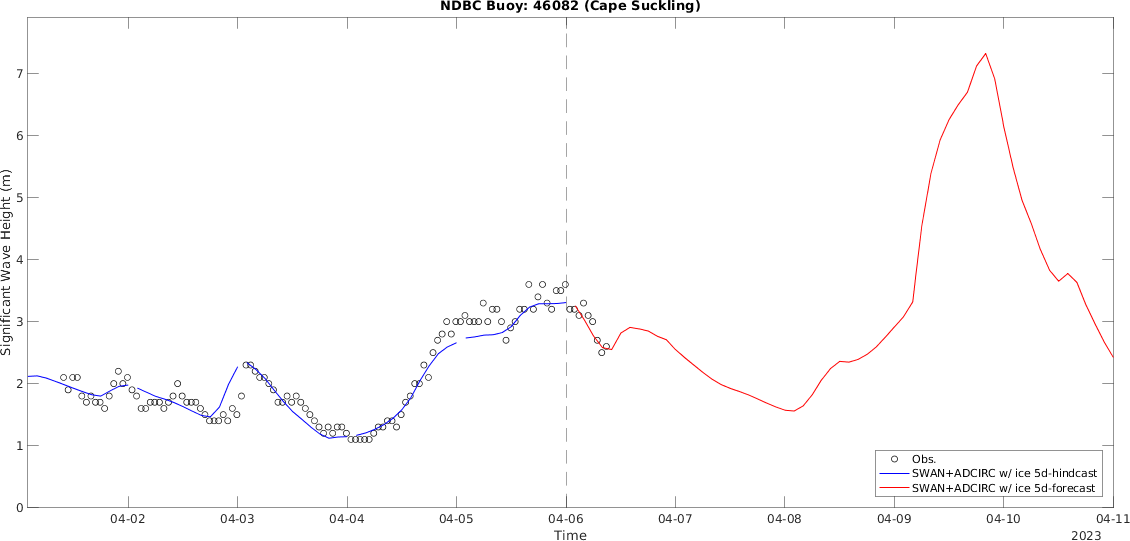 NDBC Buoy: 46082 (Cape Suckling)
Significant Wave Height (m)
7
6
5
4
3
2
1
0
Obs.
SWAN+ADCIRC w/ ice 5d-hindcast
SWAN+ADCIRC w/ ice 5d-forecast
04-02 04-03 04-04 04-05 04-06 04-07 04-08 04-09 04-10 04-11
Time
2023